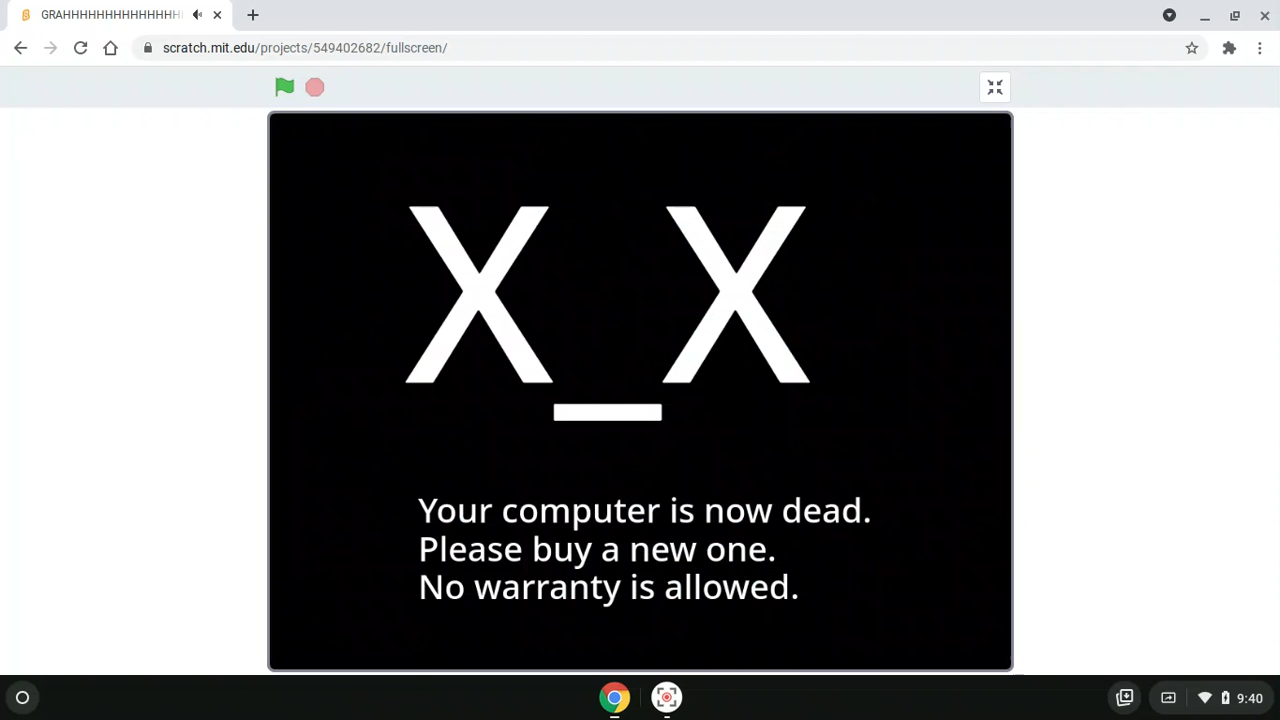 GRAHHHHHHHHHHHHHH
scratch.mit.edu/projects/549402682/fullscreen/
X_X
Your computer is now dead.
Please buy a new one.
No warranty is allowed.
9:40